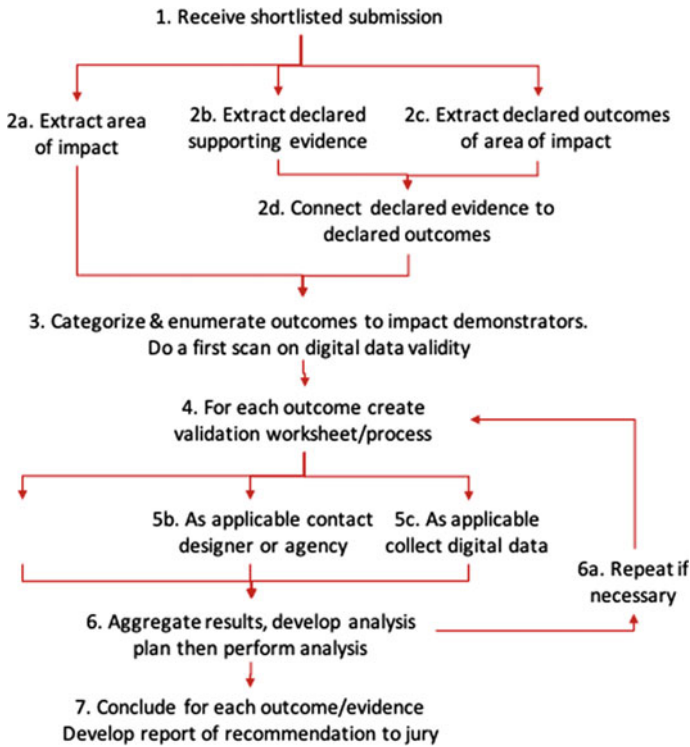 1. Receive shortlisted submission
2a. Extract area
of impact
2b. Extract declared
supporting evidence
2c. Extract declared outcomes
of area of impact
2d. Connect declared evidence to
declared outcomes
3. Categorize & enumerate outcomes to impact demonstrators.
Do a first scan on digital data validity
4. For each outcome create
validation worksheet/process
5b. As applicable contact
designer or agency
5c. As applicable
collect digital data
6a. Repeat if
necessary
6. Aggregate results, develop analysis
plan then perform analysis
7. Conclude for each outcome/evidence
Develop report of recommendation to jury